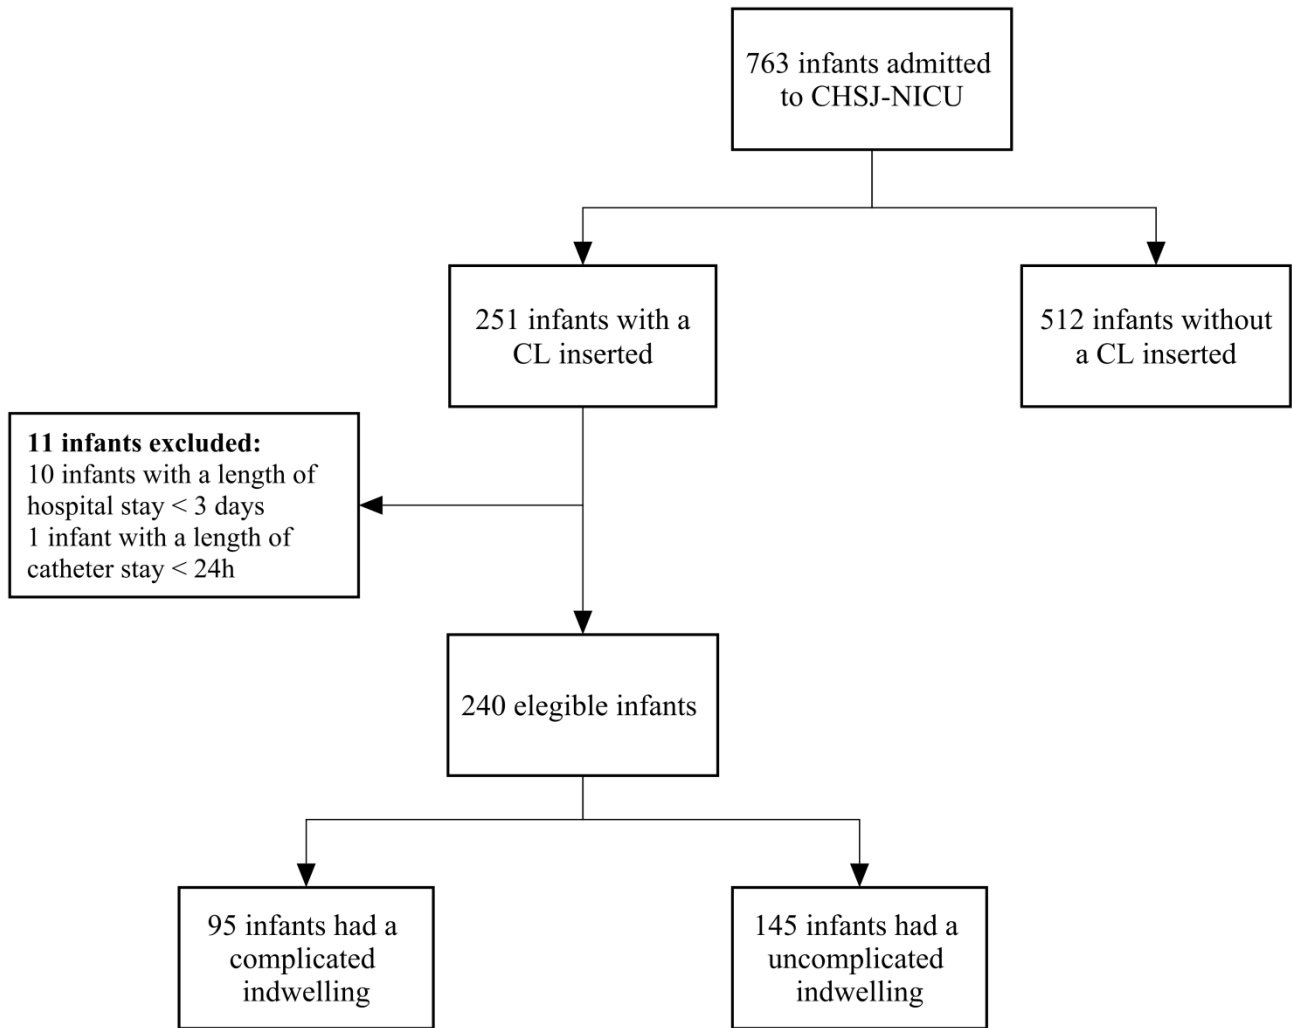 763 infants admitted
to CHSJ-NICU
251 infants with a
CL inserted
512 infants without
a CL inserted
11 infants excluded:
10 infants with a length of
hospital stay < 3 days
1 infant with a length of
catheter stay < 24h
240 elegible infants
95 infants had a
complicated
indwelling
145 infants had a
uncomplicated
indwelling